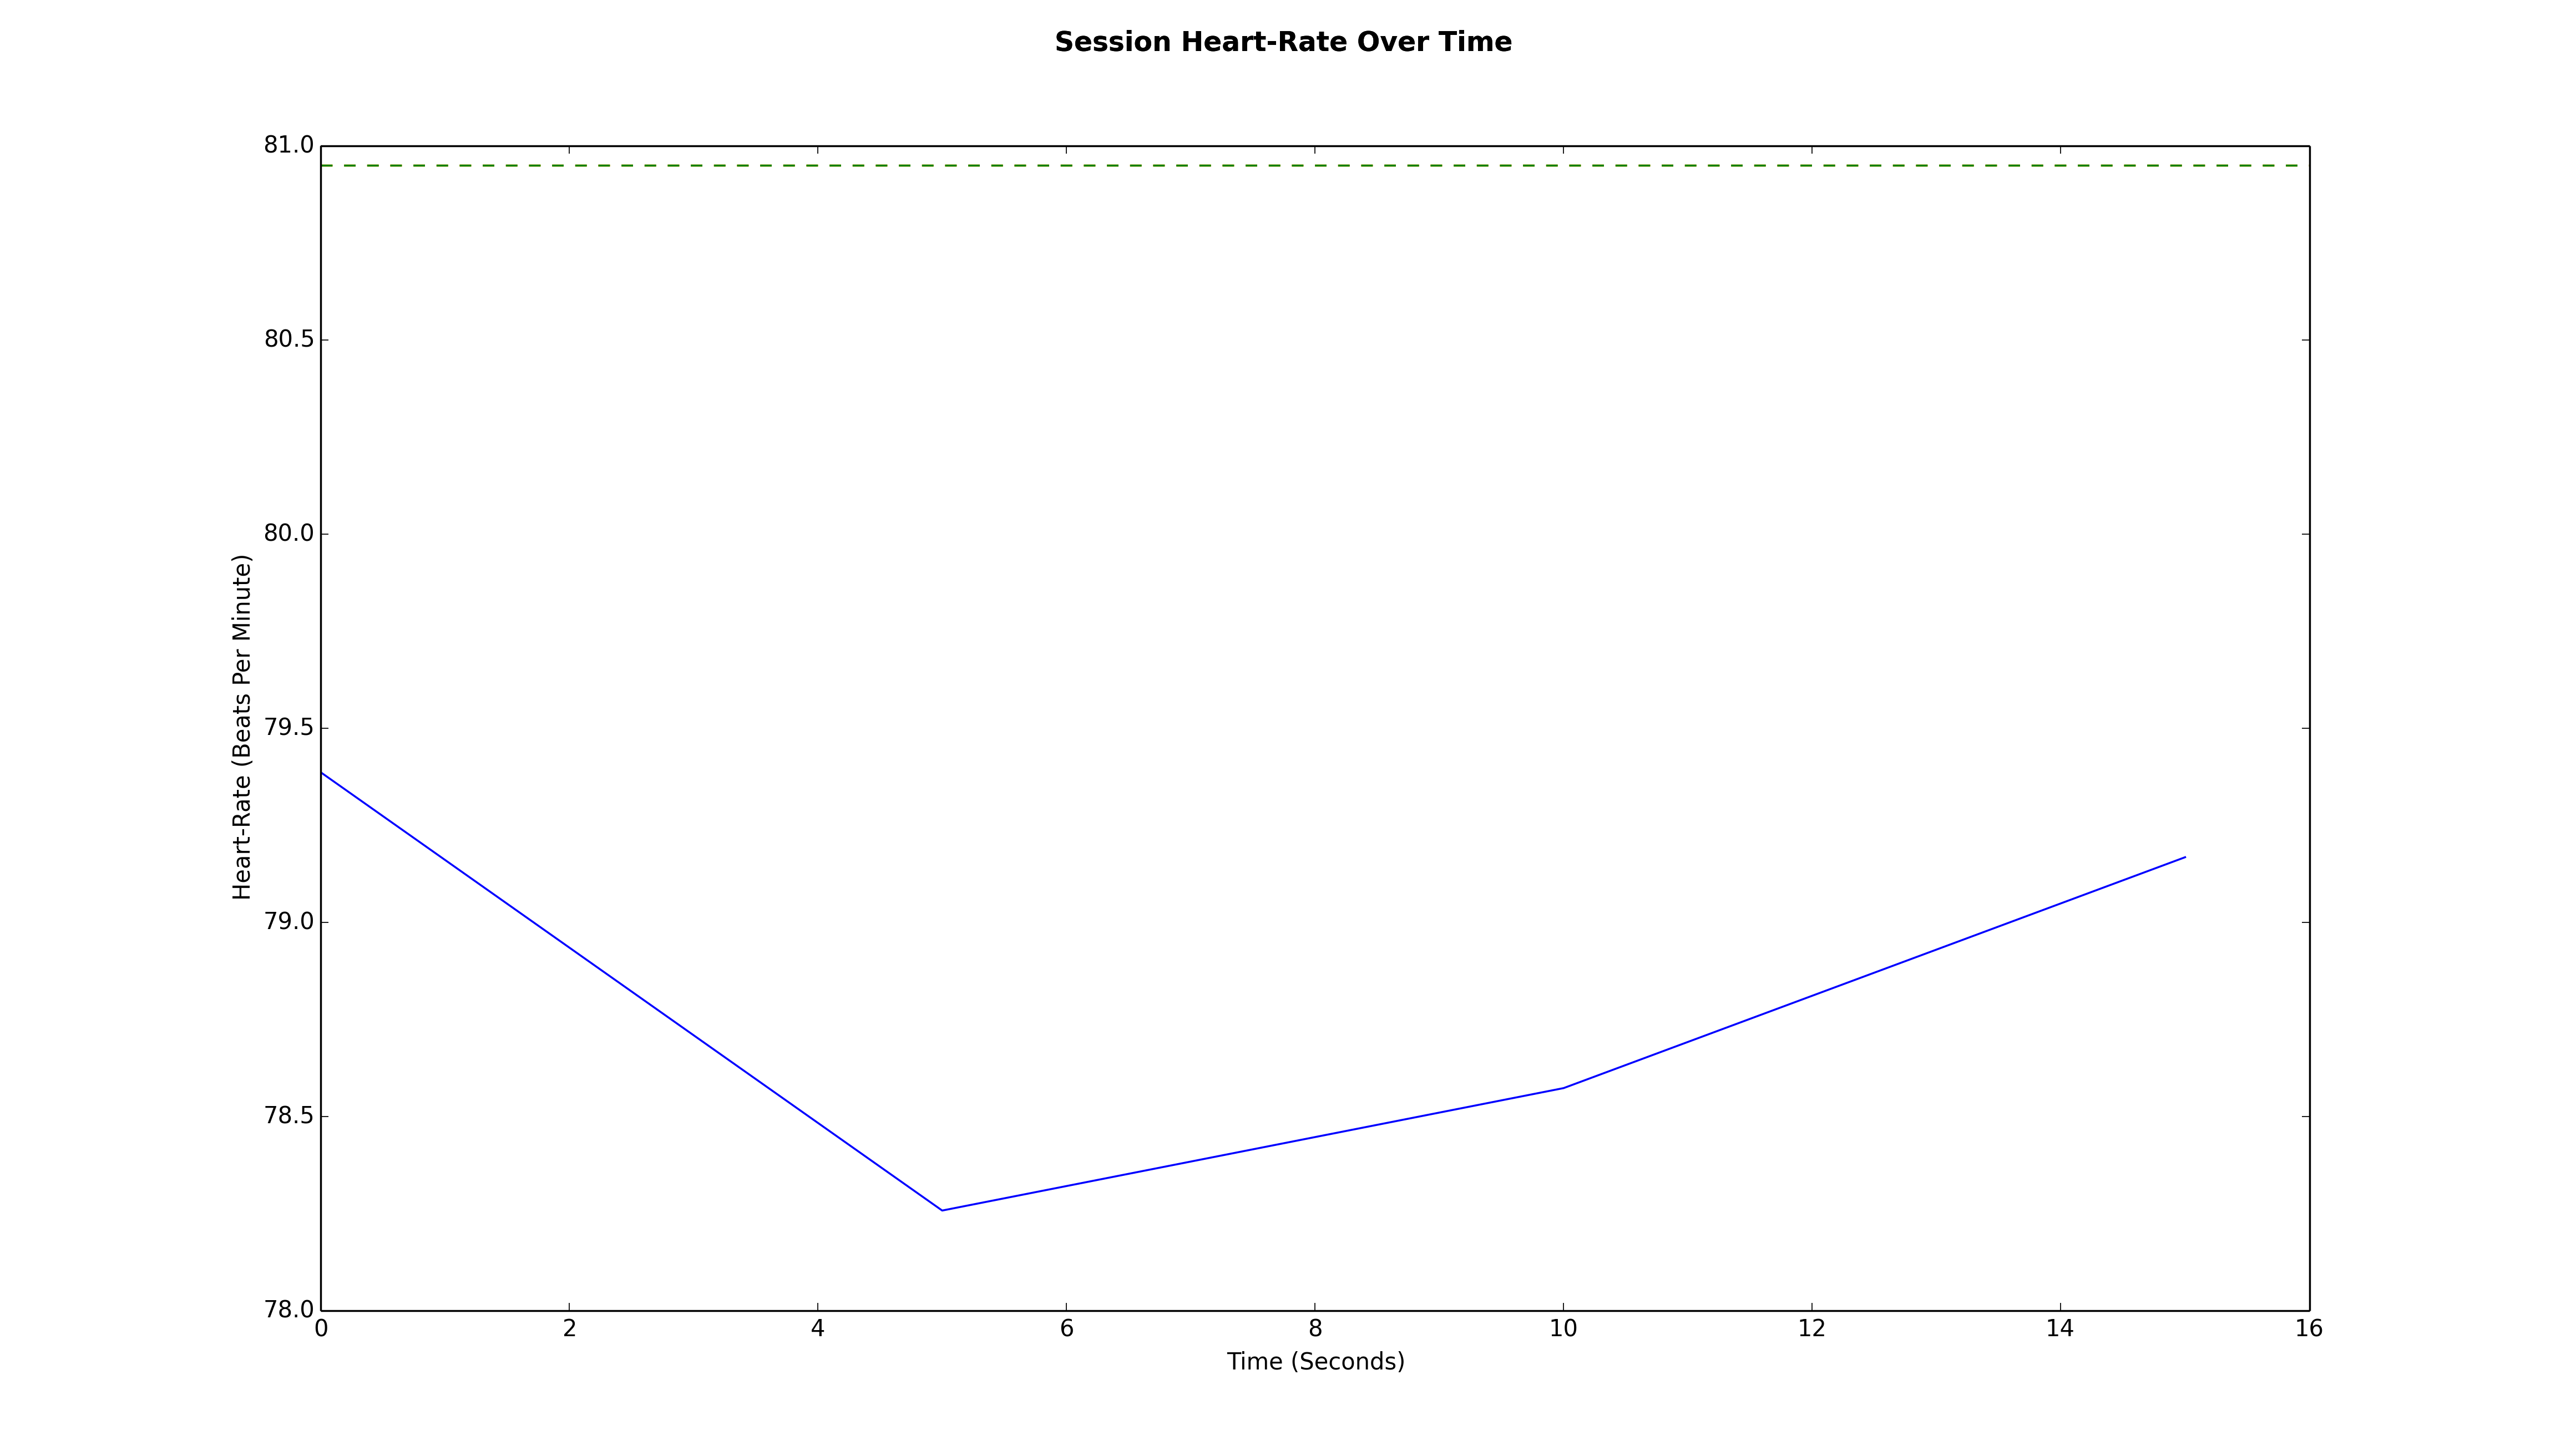 Session Heart-Rate Over Time
81.0
80.5
80.0
79.5
79.0
78.5
78.0
Heart-Rate (Beats Per Minute)
0 2 4 6 8 10 12 14 16
Time (Seconds)